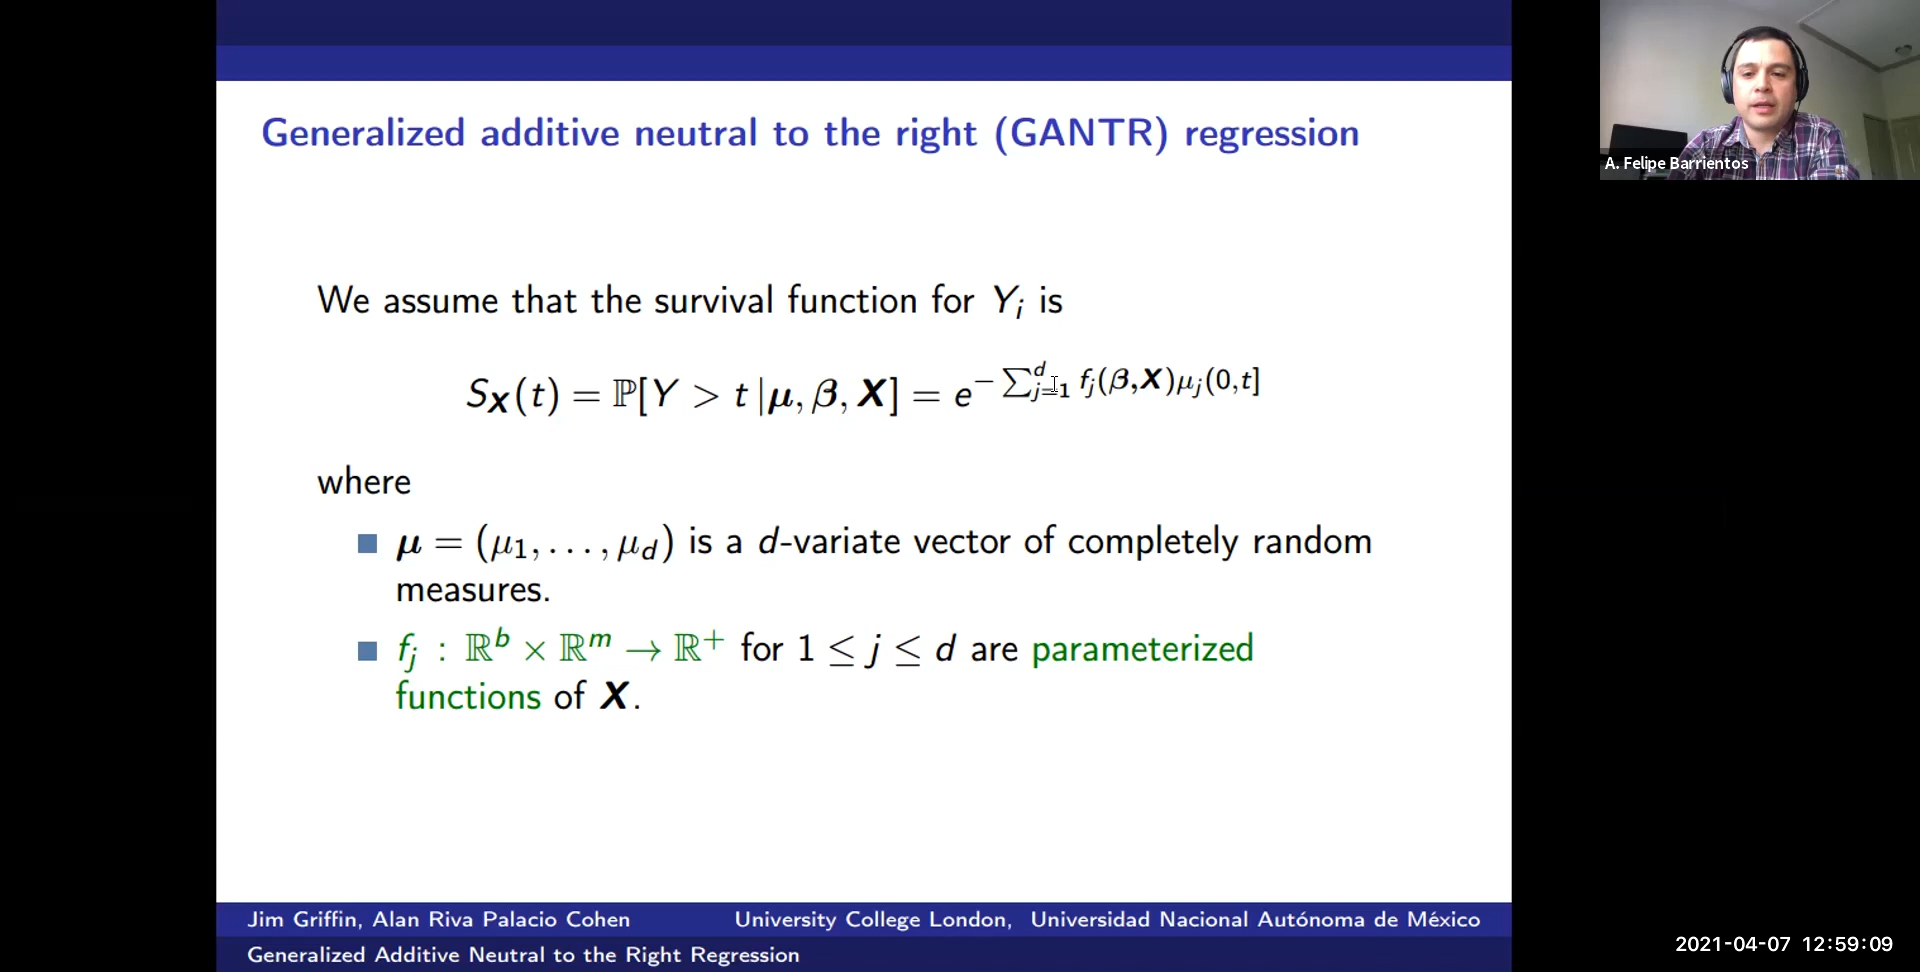 Generalized additive neutral to the right (GANTR) regression
A. Felipe Barrientos
We assume that the survival function for Yᵢ is
S_𝑿(t) = ℙ[Y > t | 𝝁, 𝜷, 𝑿] = e^{−∑_{j=1}^{d} f_j(𝜷,𝑿)μ_j(0,t]}
where
𝝁 = (μ₁, . . . , μ_d) is a d-variate vector of completely random
measures.
f_j : ℝ^b × ℝ^m → ℝ⁺ for 1 ≤ j ≤ d are parameterized
functions of 𝑿.
Jim Griffin, Alan Riva Palacio Cohen University College London, Universidad Nacional Autónoma de México
Generalized Additive Neutral to the Right Regression
2021-04-07 12:59:09